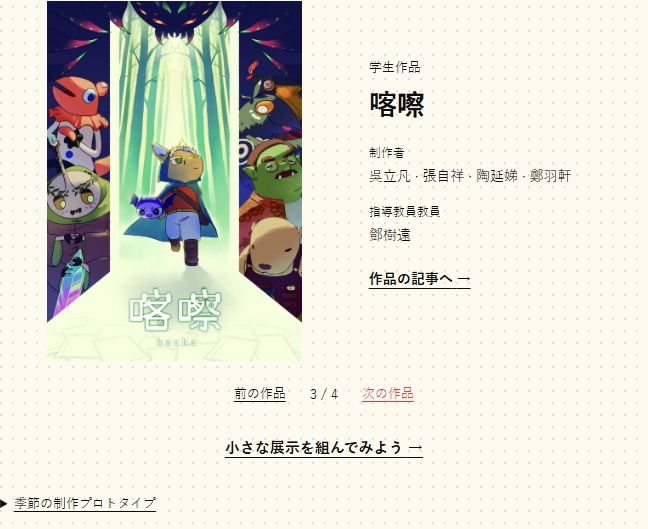 学生作品
喀嚓
制作者
呉立凡・張自祥・陶延娣・鄭羽軒
指導教員教員
鄧樹遠
作品の記事へ →
喀嚓
kacha
前の作品
3 / 4
次の作品
小さな展示を組んでみよう →
▶ 季節の制作プロトタイプ